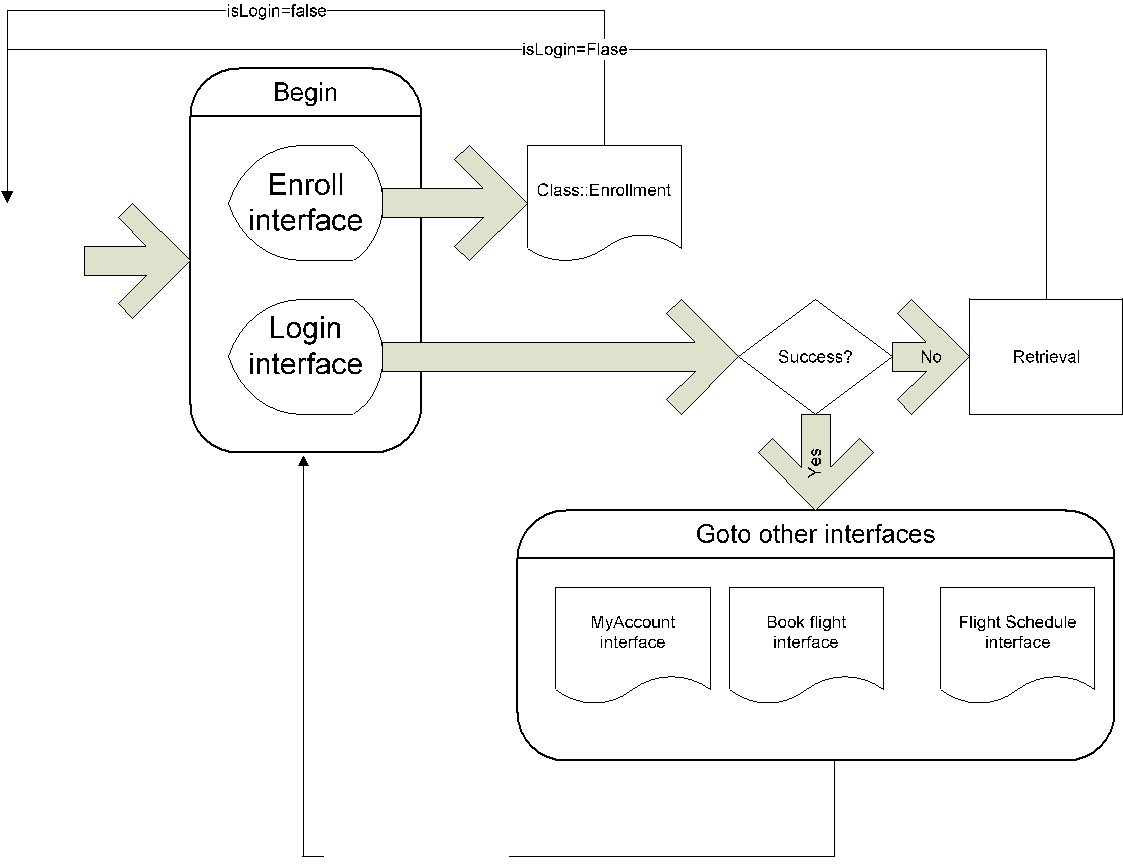 isLogin=false
isLogin=Flase
Begin
Enroll
interface
Class::Enrollment
Login
interface
Success?
No
Retrieval
Yes
Goto other interfaces
MyAccount
interface
Book flight
interface
Flight Schedule
interface